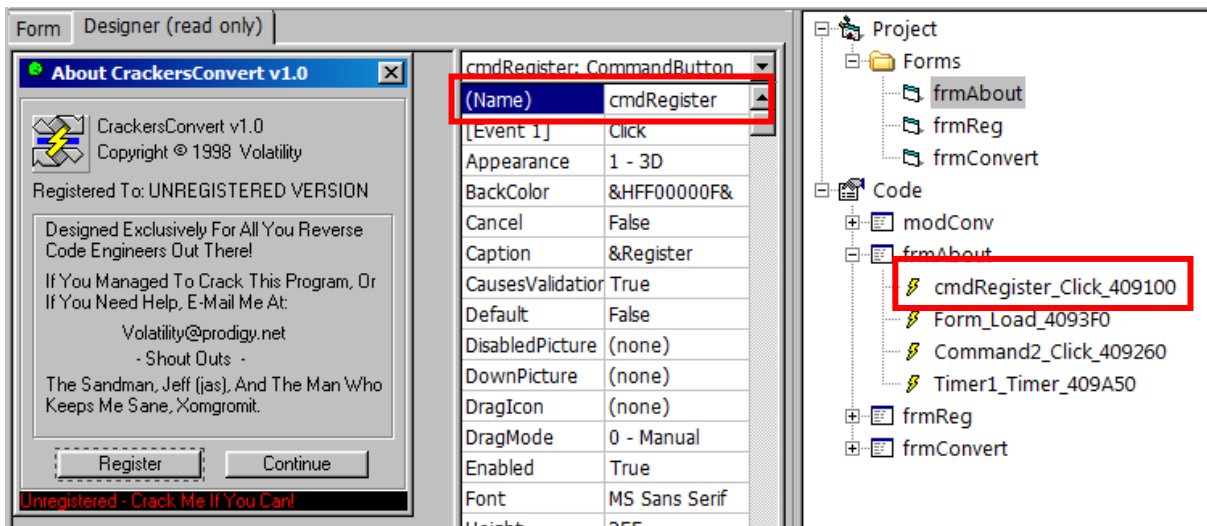 Form
Designer (read only)
About CrackersConvert v1.0
CrackersConvert v1.0
Copyright © 1998 Volatility
Registered To: UNREGISTERED VERSION
Designed Exclusively For All You Reverse
Code Engineers Out There!
If You Managed To Crack This Program, Or
If You Need Help, E-Mail Me At:
Volatility@prodigy.net
- Shout Outs -
The Sandman, Jeff (jas), And The Man Who
Keeps Me Sane, Xomgromit.
Register
Continue
Unregistered - Crack Me If You Can!
cmdRegister: CommandButton
(Name) cmdRegister
[Event 1] Click
Appearance 1 - 3D
BackColor &HFF00000F&
Cancel False
Caption &Register
CausesValidation True
Default False
DisabledPicture (none)
DownPicture (none)
DragIcon (none)
DragMode 0 - Manual
Enabled True
Font MS Sans Serif
Project
Forms
frmAbout
frmReg
frmConvert
Code
modConv
frmAbout
cmdRegister_Click_409100
Form_Load_4093F0
Command2_Click_409260
Timer1_Timer_409A50
frmReg
frmConvert